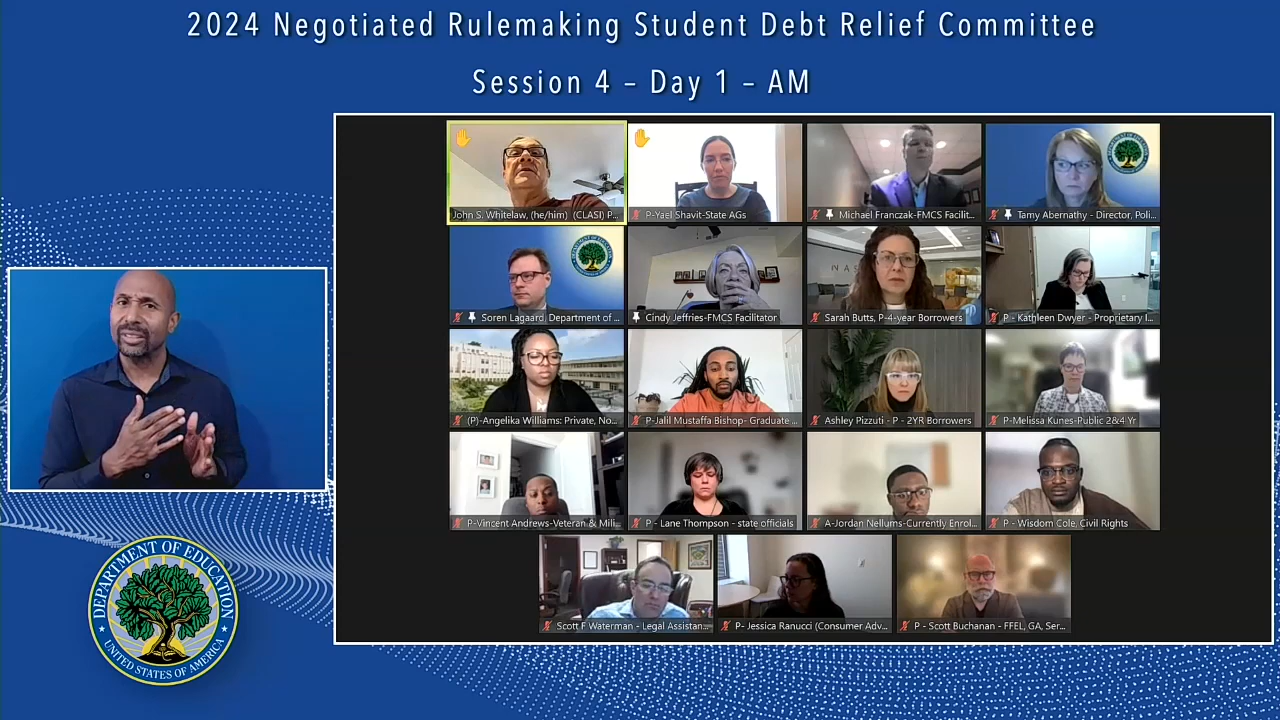 2024 Negotiated Rulemaking Student Debt Relief Committee
Session 4 – Day 1 – AM
John S. Whitelaw, (he/him) (CLASI) P...
P-Yael Shavit-State AGs
Michael Franczak-FMCS Facilit...
Tamy Abernathy - Director, Poli...
Soren Lagaard, Department of ...
Cindy Jeffries-FMCS Facilitator
Sarah Butts, P-4-year Borrowers
P - Kathleen Dwyer - Proprietary I...
(P)-Angelika Williams: Private, No...
P-Jalil Mustaffa Bishop- Graduate ...
Ashley Pizzuti - P - 2YR Borrowers
P-Melissa Kunes-Public 2&4 Yr
P-Vincent Andrews-Veteran & Mili...
P - Lane Thompson - state officials
A-Jordan Nellums-Currently Enrol...
P - Wisdom Cole, Civil Rights
Scott F Waterman - Legal Assistan...
P- Jessica Ranucci (Consumer Adv...
P - Scott Buchanan - FFEL, GA, Ser...
DEPARTMENT OF EDUCATION
UNITED STATES OF AMERICA